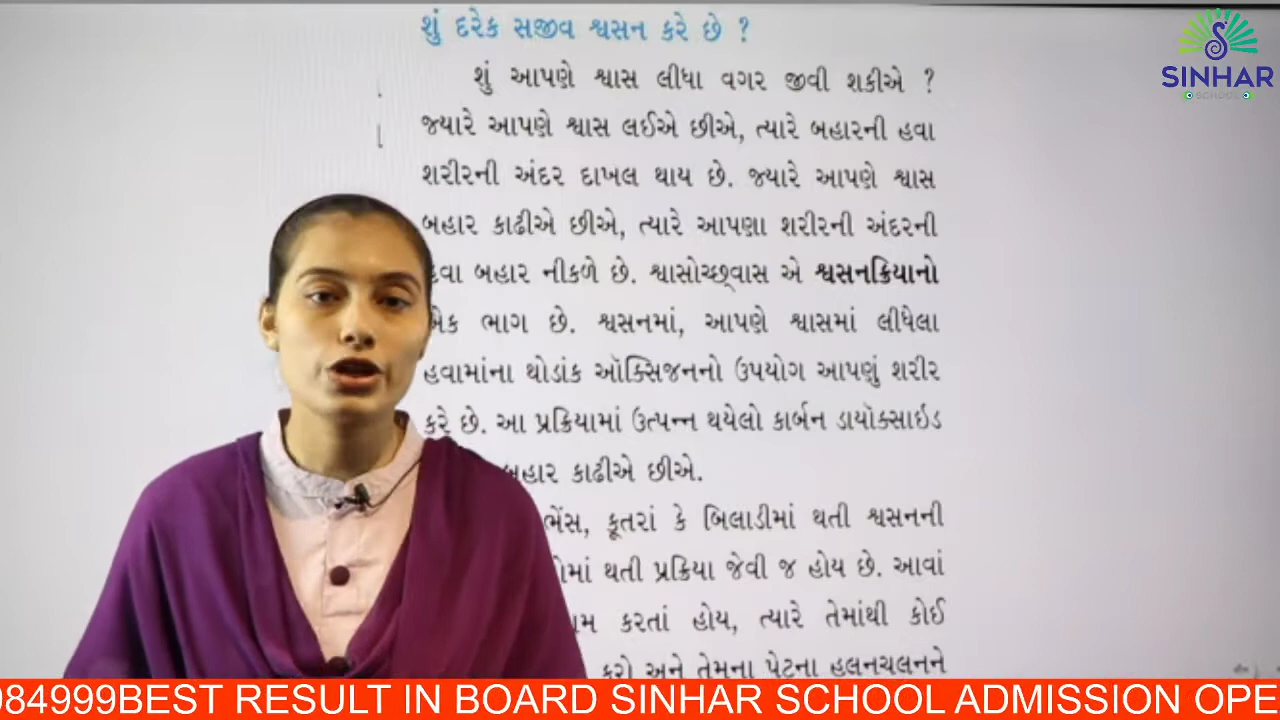 શું દરેક સજીવ શ્વસન કરે છે ?
શું આપણે શ્વાસ લીધા વગર જીવી શકીએ ?
જ્યારે આપણે શ્વાસ લઈએ છીએ, ત્યારે બહારની હવા
શરીરની અંદર દાખલ થાય છે. જ્યારે આપણે શ્વાસ
બહાર કાઢીએ છીએ, ત્યારે આપણા શરીરની અંદરની
હવા બહાર નીકળે છે. શ્વાસોચ્છ્‌વાસ એ શ્વસનક્રિયાનો
એક ભાગ છે. શ્વસનમાં, આપણે શ્વાસમાં લીધેલા
હવામાંના થોડાંક ઑક્સિજનનો ઉપયોગ આપણું શરીર
કરે છે. આ પ્રક્રિયામાં ઉત્પન્ન થયેલો કાર્બન ડાયૉક્સાઇડ
બહાર કાઢીએ છીએ.
ભેંસ, કૂતરાં કે બિલાડીમાં થતી શ્વસનની
થતી પ્રક્રિયા જેવી જ હોય છે. આવાં
કરતાં હોય, ત્યારે તેમાંથી કોઈ
કરો અને તેમના પેટના હલનચલનને
SINHAR
SCHOOL
984999BEST RESULT IN BOARD SINHAR SCHOOL ADMISSION OPE